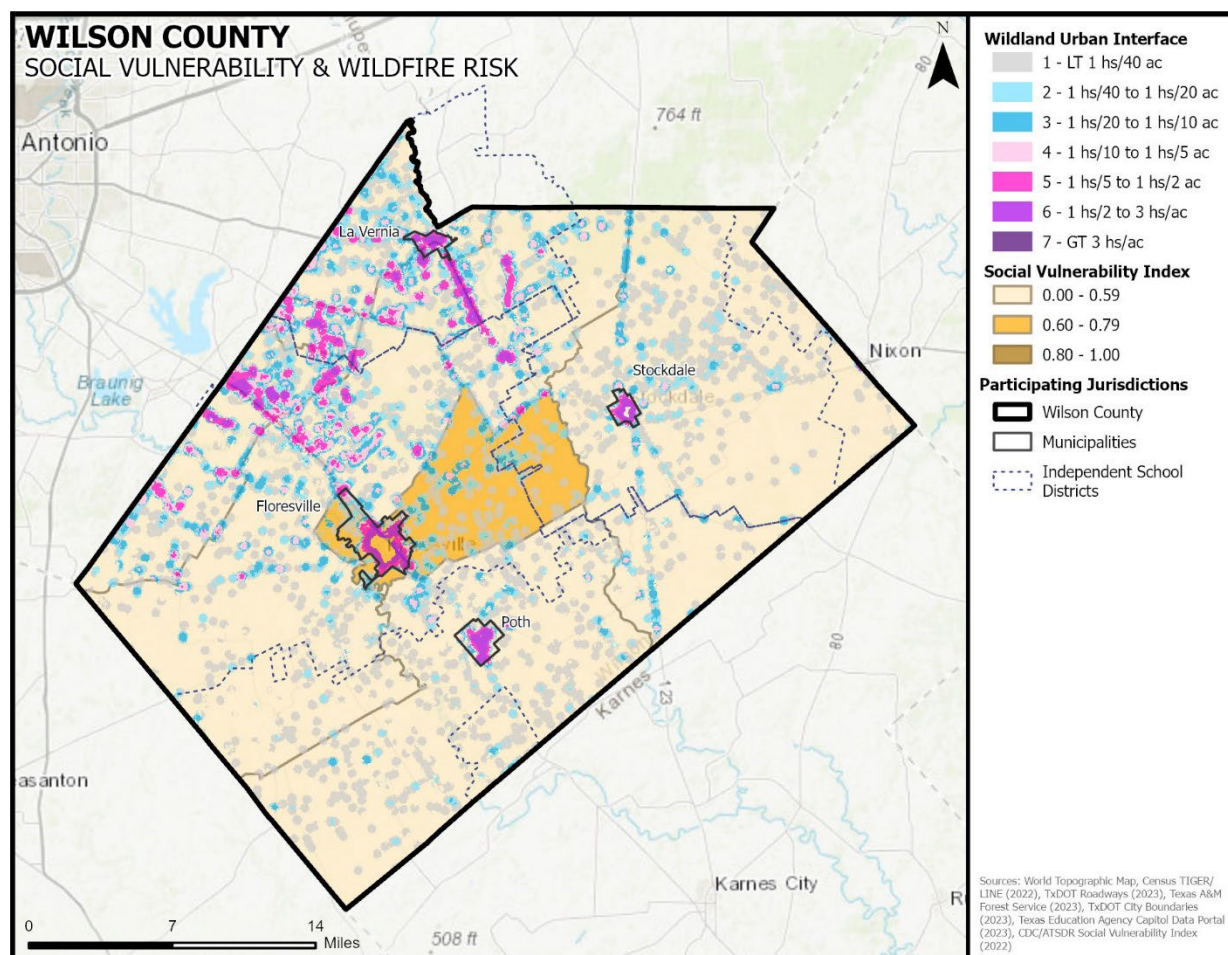 WILSON COUNTY
SOCIAL VULNERABILITY & WILDFIRE RISK
N
80
764 ft
Antonio
La Vernia
Nixon
Stockdale
Braunig
Lake
Floresville
Poth
80
Karnes
123
easanton
Karnes City
508 ft
0 7 14
Miles
Wildland Urban Interface
1 - LT 1 hs/40 ac
2 - 1 hs/40 to 1 hs/20 ac
3 - 1 hs/20 to 1 hs/10 ac
4 - 1 hs/10 to 1 hs/5 ac
5 - 1 hs/5 to 1 hs/2 ac
6 - 1 hs/2 to 3 hs/ac
7 - GT 3 hs/ac
Social Vulnerability Index
0.00 - 0.59
0.60 - 0.79
0.80 - 1.00
Participating Jurisdictions
Wilson County
Municipalities
Independent School
Districts
Sources: World Topographic Map, Census TIGER/
LINE (2022), TxDOT Roadways (2023), Texas A&M
Forest Service (2023), TxDOT City Boundaries
(2023), Texas Education Agency Capitol Data Portal
(2023), CDC/ATSDR Social Vulnerability Index
(2022)